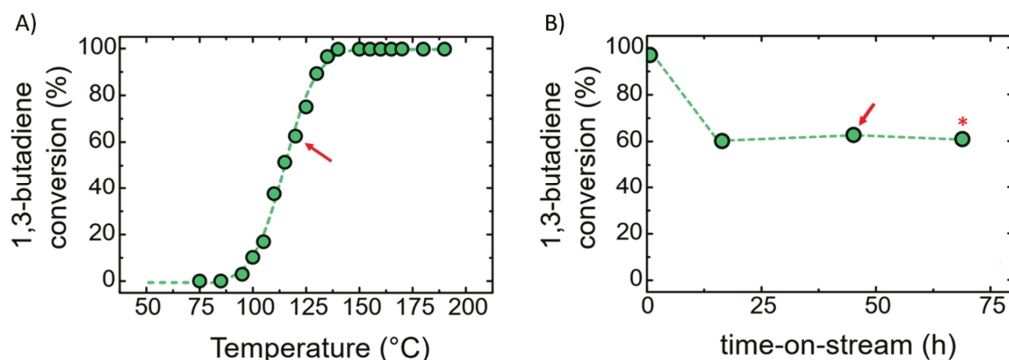 A)
1,3-butadiene
conversion (%)
100
80
60
40
20
0
50 75 100 125 150 175 200
Temperature (°C)
B)
1,3-butadiene
conversion (%)
100
80
60
40
20
0
*
0 25 50 75
time-on-stream (h)